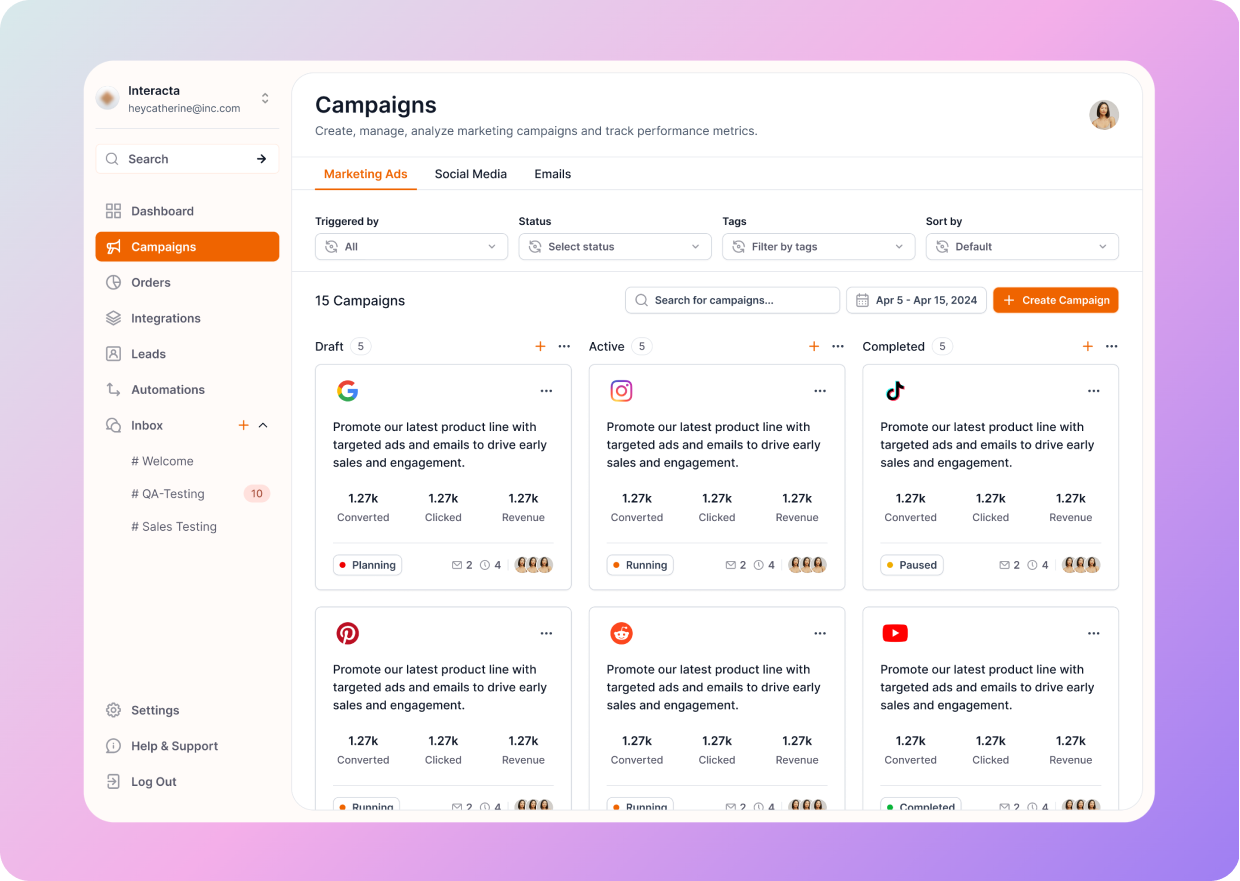 Interacta
heycatherine@inc.com
Search
Dashboard
Campaigns
Orders
Integrations
Leads
Automations
Inbox
# Welcome
# QA-Testing 10
# Sales Testing
Settings
Help & Support
Log Out
Campaigns
Create, manage, analyze marketing campaigns and track performance metrics.
Marketing Ads Social Media Emails
Triggered by Status Tags Sort by
All Select status Filter by tags Default
15 Campaigns Search for campaigns... Apr 5 - Apr 15, 2024 Create Campaign
Draft 5
Promote our latest product line with
targeted ads and emails to drive early
sales and engagement.
1.27k 1.27k 1.27k
Converted Clicked Revenue
Planning 2 4
Promote our latest product line with
targeted ads and emails to drive early
sales and engagement.
1.27k 1.27k 1.27k
Converted Clicked Revenue
Running 2 4
Active 5
Promote our latest product line with
targeted ads and emails to drive early
sales and engagement.
1.27k 1.27k 1.27k
Converted Clicked Revenue
Running 2 4
Promote our latest product line with
targeted ads and emails to drive early
sales and engagement.
1.27k 1.27k 1.27k
Converted Clicked Revenue
Running 2 4
Completed 5
Promote our latest product line with
targeted ads and emails to drive early
sales and engagement.
1.27k 1.27k 1.27k
Converted Clicked Revenue
Paused 2 4
Promote our latest product line with
targeted ads and emails to drive early
sales and engagement.
1.27k 1.27k 1.27k
Converted Clicked Revenue
Completed 2 4